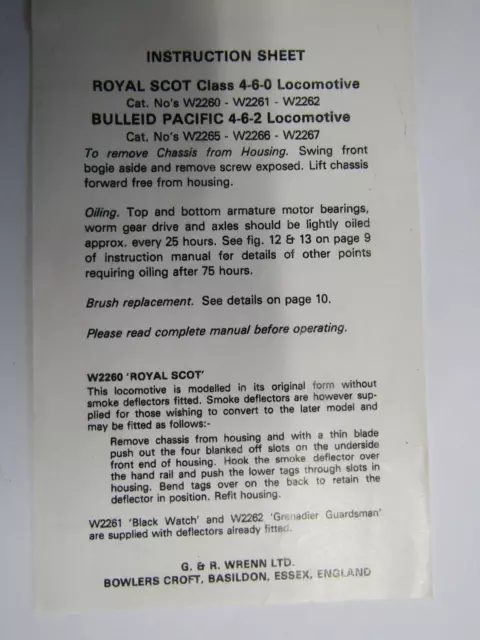 INSTRUCTION SHEET
ROYAL SCOT Class 4-6-0 Locomotive
Cat. No's W2260 - W2261 - W2262
BULLEID PACIFIC 4-6-2 Locomotive
Cat. No's W2265 - W2266 - W2267
To remove Chassis from Housing. Swing front
bogie aside and remove screw exposed. Lift chassis
forward free from housing.
Oiling. Top and bottom armature motor bearings,
worm gear drive and axles should be lightly oiled
approx. every 25 hours. See fig. 12 & 13 on page 9
of instruction manual for details of other points
requiring oiling after 75 hours.
Brush replacement. See details on page 10.
Please read complete manual before operating.
W2260 'ROYAL SCOT'
This locomotive is modelled in its original form without
smoke deflectors fitted. Smoke deflectors are however sup-
plied for those wishing to convert to the later model and
may be fitted as follows:-
Remove chassis from housing and with a thin blade
push out the four blanked off slots on the underside
front end of housing. Hook the smoke deflector over
the hand rail and push the lower tags through slots in
housing. Bend tags over on the back to retain the
deflector in position. Refit housing.
W2261 'Black Watch' and W2262 'Grenadier Guardsman'
are supplied with deflectors already fitted.
G. & R. WRENN LTD.
BOWLERS CROFT, BASILDON, ESSEX, ENGLAND